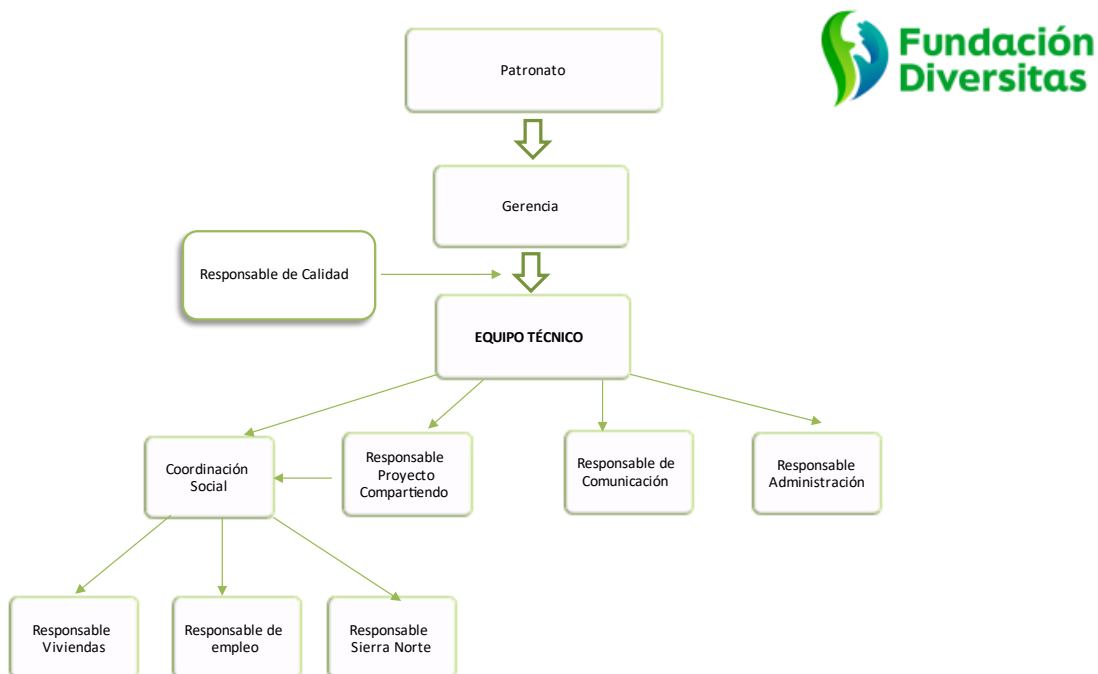 Fundación
Diversitas
Patronato
Gerencia
Responsable de Calidad
EQUIPO TÉCNICO
Coordinación
Social
Responsable
Proyecto
Compartiendo
Responsable de
Comunicación
Responsable
Administración
Responsable
Viviendas
Responsable de
empleo
Responsable
Sierra Norte